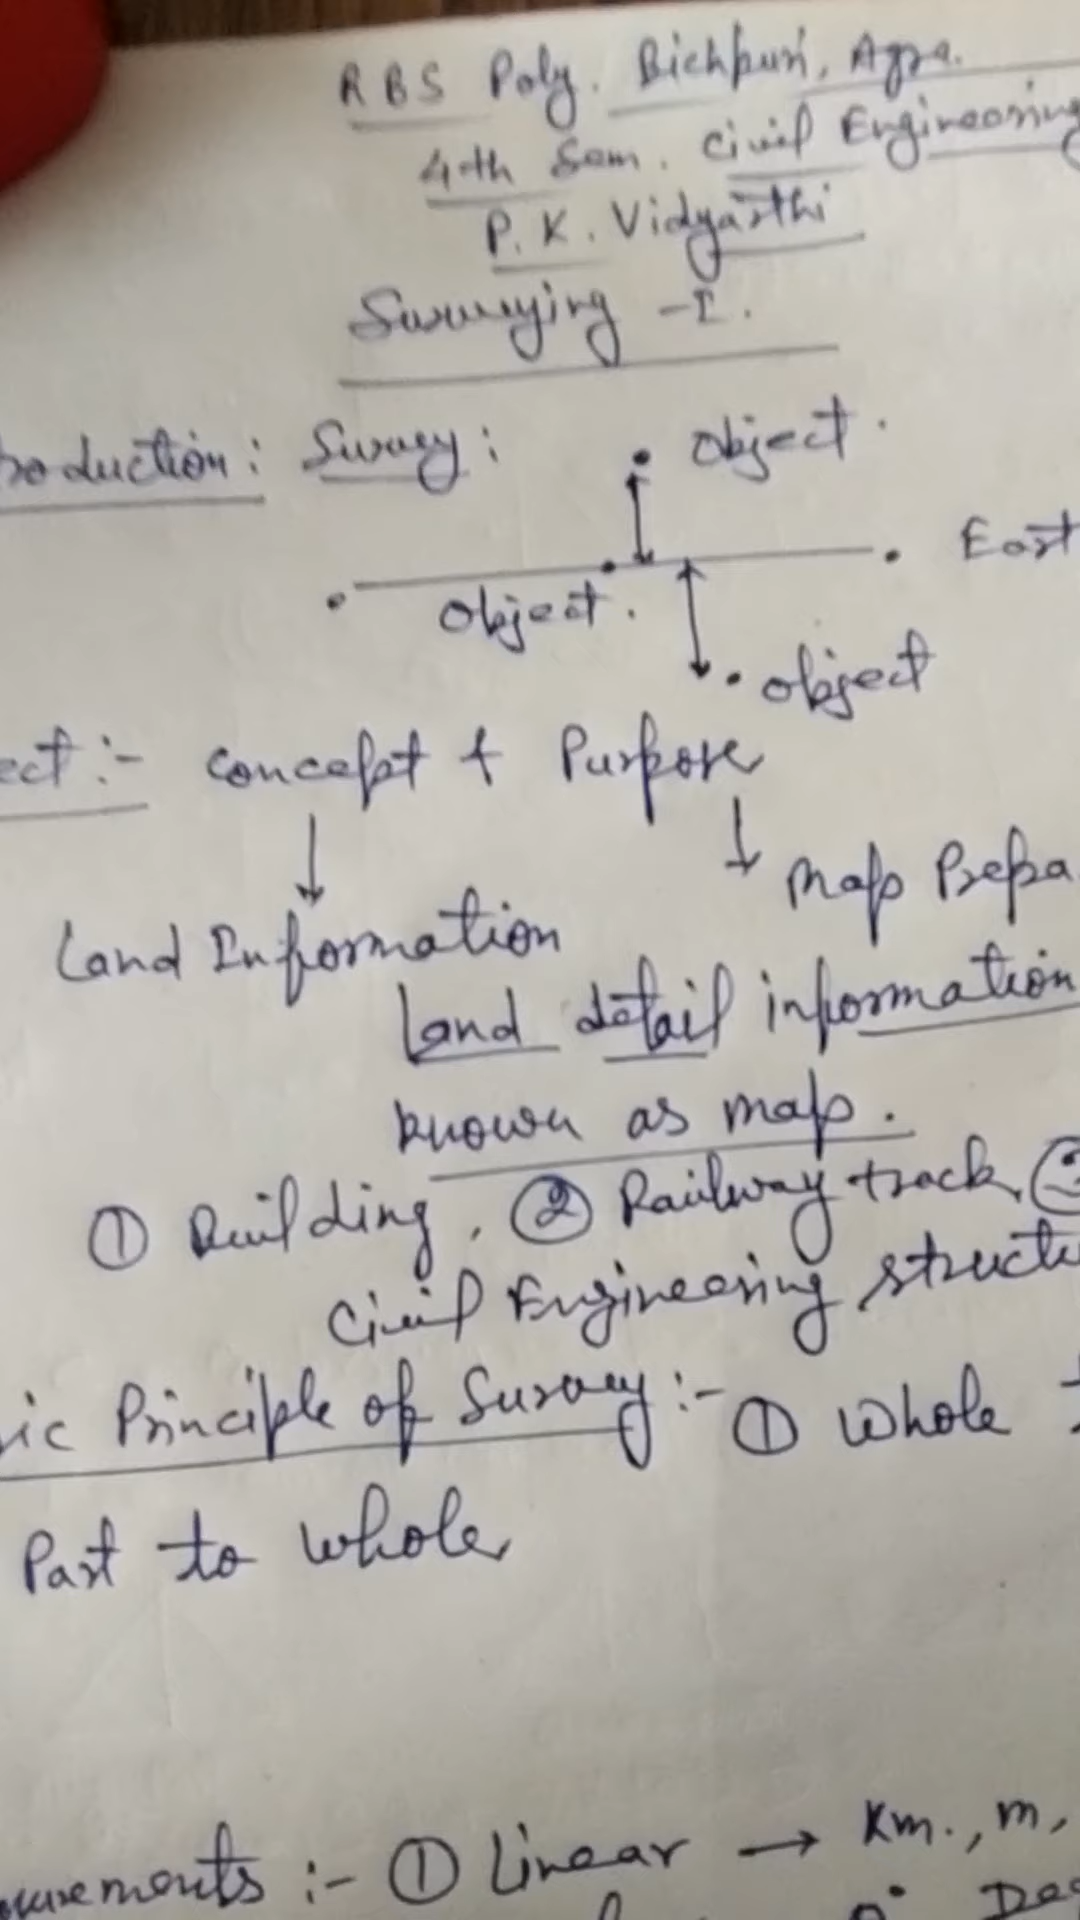 RBS Poly. Bichpuri, Agra.
4th Sem. Civil Engineering
P. K. Vidyarthi
Surveying -I.
roduction: Survey:
object.
East
object.
object
ect:- concept + Purpose
Map Prepa
Land Information
Land detail information
known as map.
① Building, ② Railway track,
Civil Engineering structu
ic Principle of Survey:- ① Whole
Part to whole
urements:- ① Linear → Km., m,